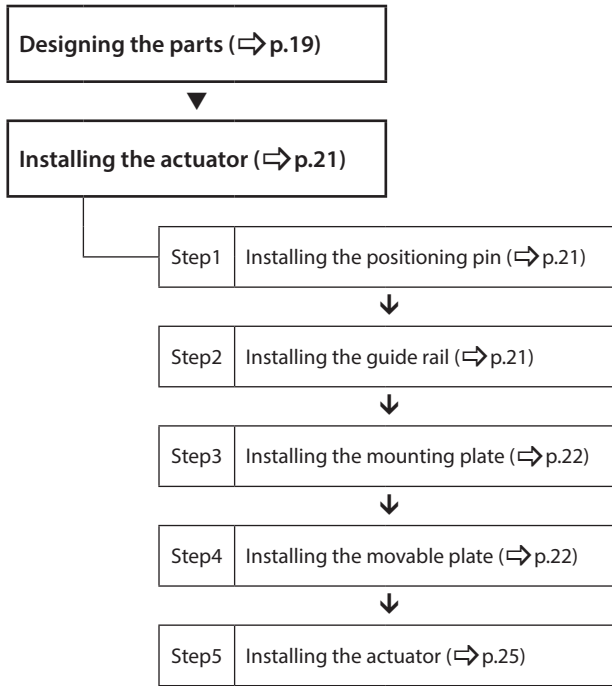 Designing the parts (⇨p.19)
▼
Installing the actuator (⇨p.21)
Step1 Installing the positioning pin (⇨p.21)
Step2 Installing the guide rail (⇨p.21)
Step3 Installing the mounting plate (⇨p.22)
Step4 Installing the movable plate (⇨p.22)
Step5 Installing the actuator (⇨p.25)